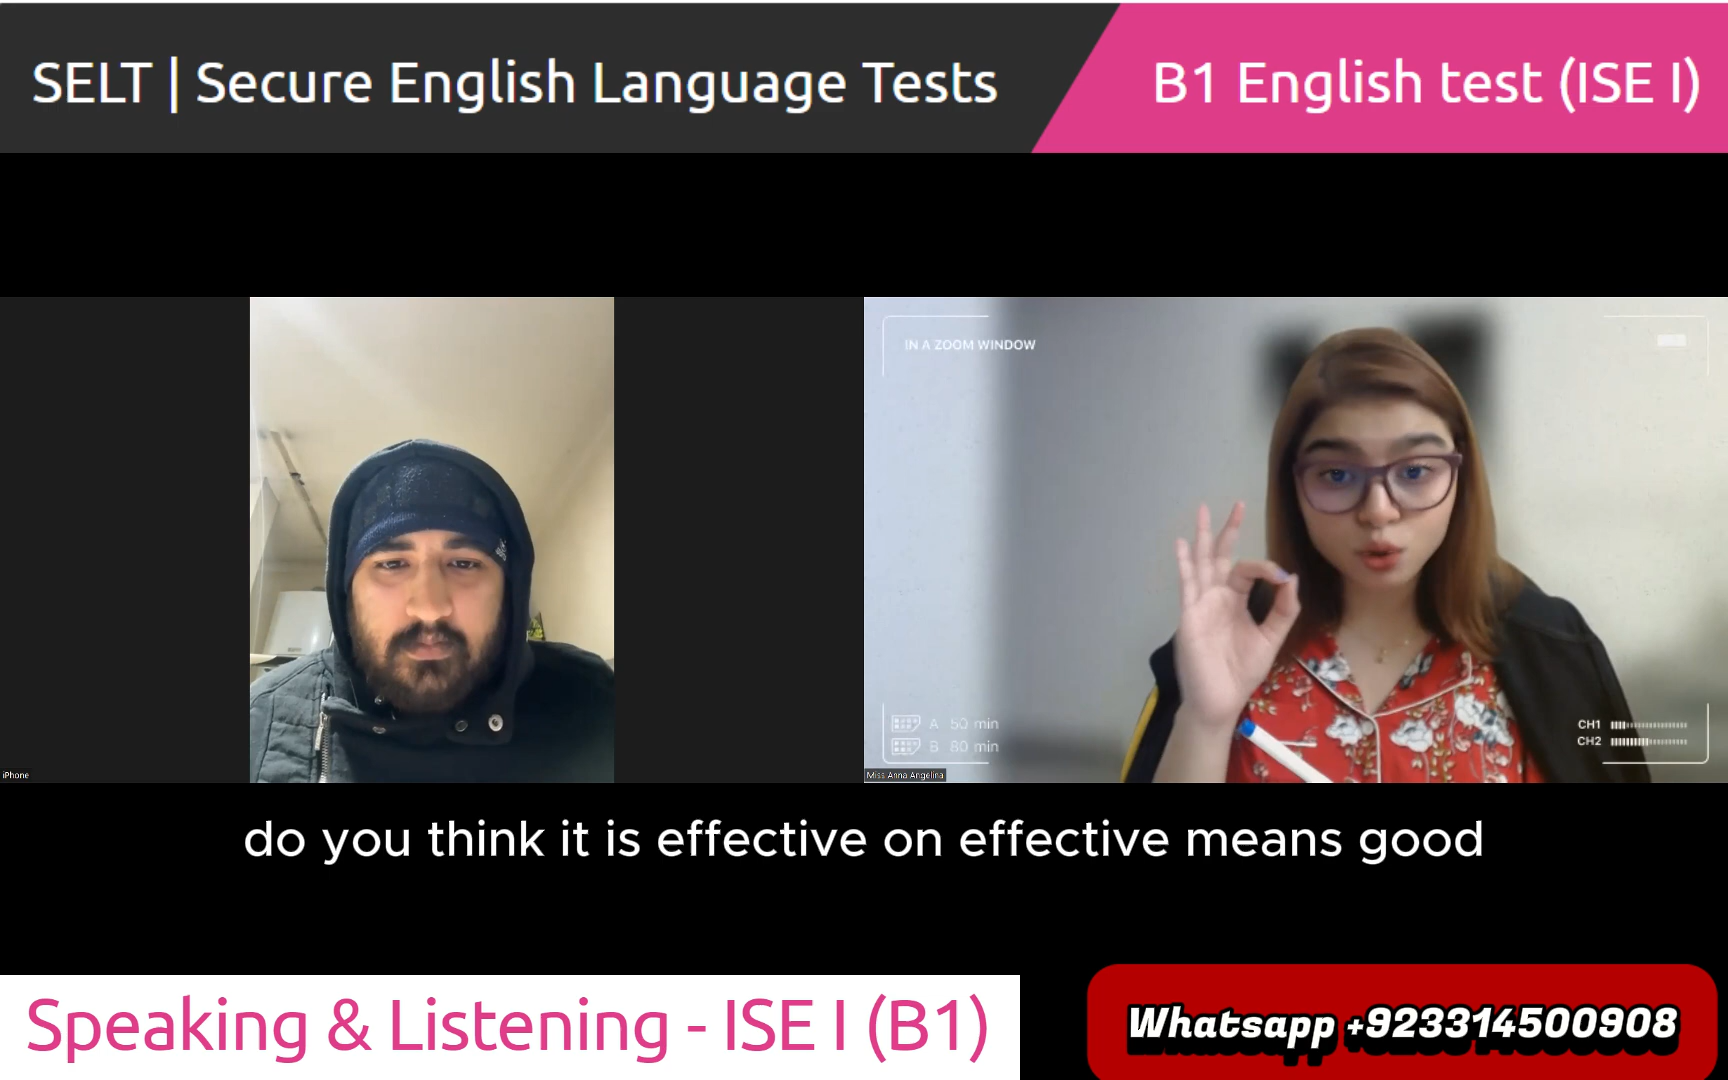 SELT | Secure English Language Tests
B1 English test (ISE I)
IN A ZOOM WINDOW
A 50 min
B 80 min
CH1
CH2
iPhone
Miss Anna Angelina
do you think it is effective on effective means good
Speaking & Listening - ISE I (B1)
Whatsapp +923314500908